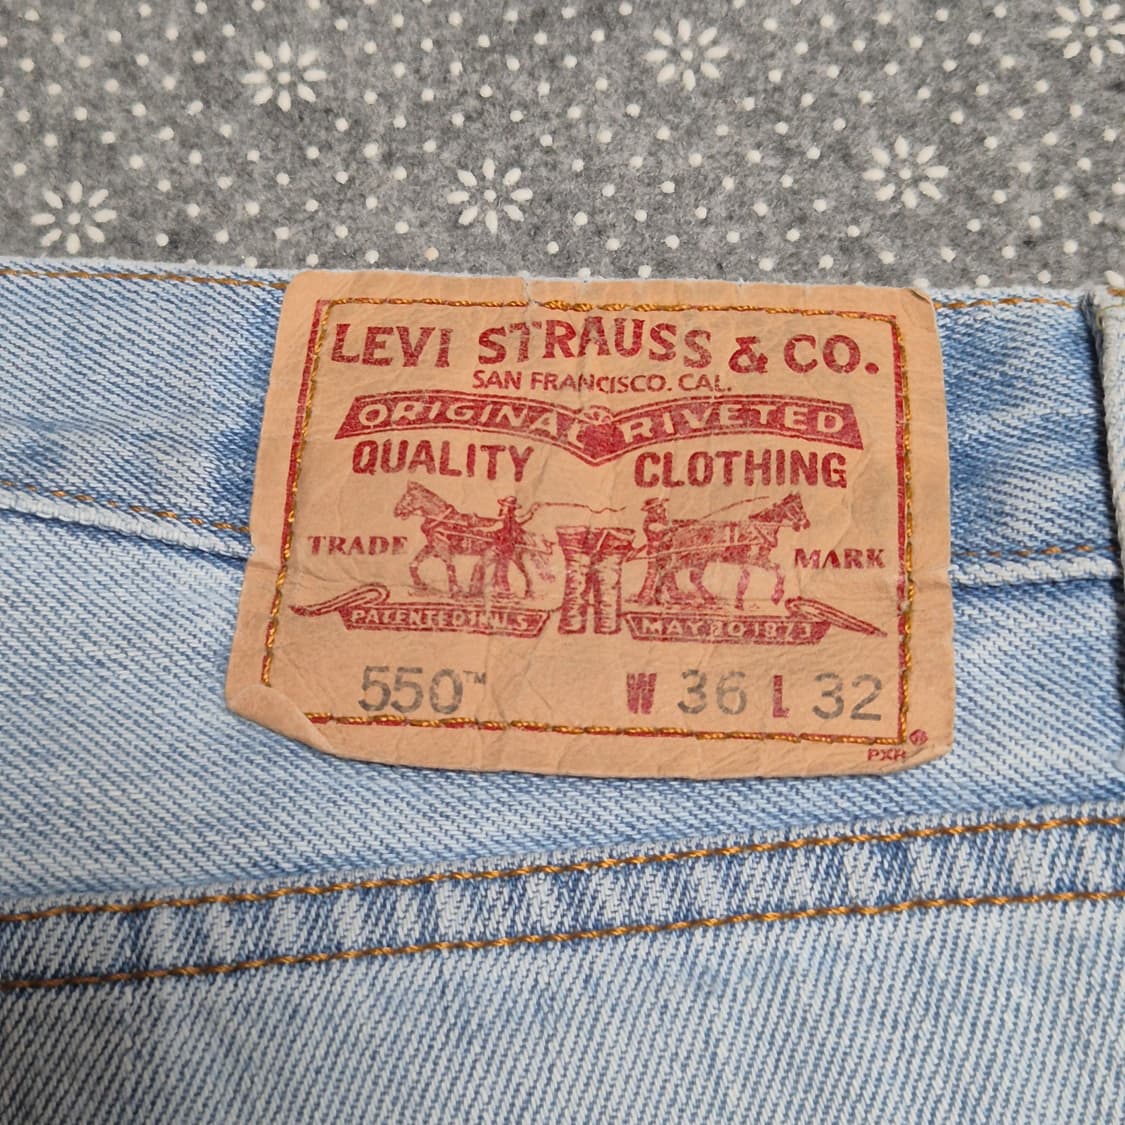 LEVI STRAUSS & CO.
SAN FRANCISCO. CAL.
ORIGINAL RIVETED
QUALITY CLOTHING
TRADE MARK
PATENTED IN U.S. MAY 20 1873
550™ W 36 L 32
®